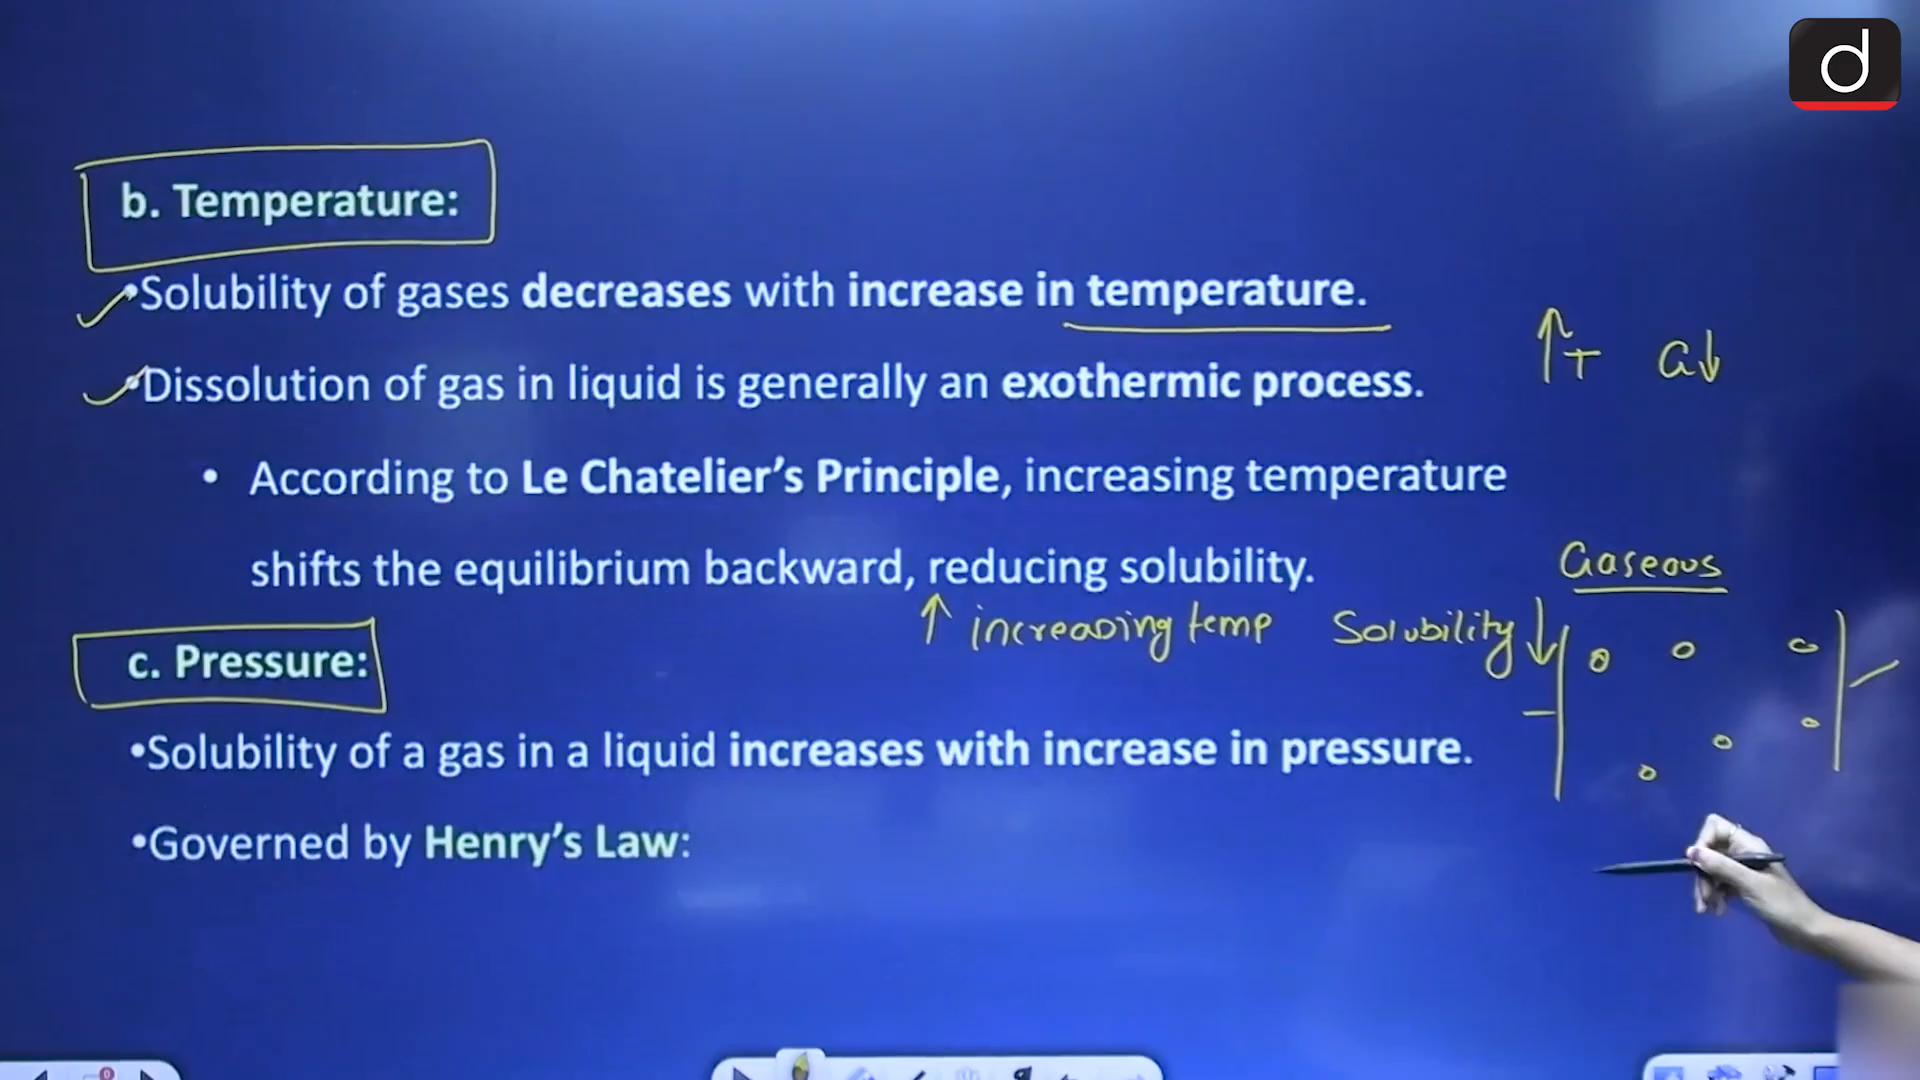 d
b. Temperature:
•Solubility of gases decreases with increase in temperature.
↑T G↓
•Dissolution of gas in liquid is generally an exothermic process.
• According to Le Chatelier’s Principle, increasing temperature
shifts the equilibrium backward, reducing solubility.
Gaseous
↑ increasing temp Solubility ↓
c. Pressure:
•Solubility of a gas in a liquid increases with increase in pressure.
•Governed by Henry’s Law:
0